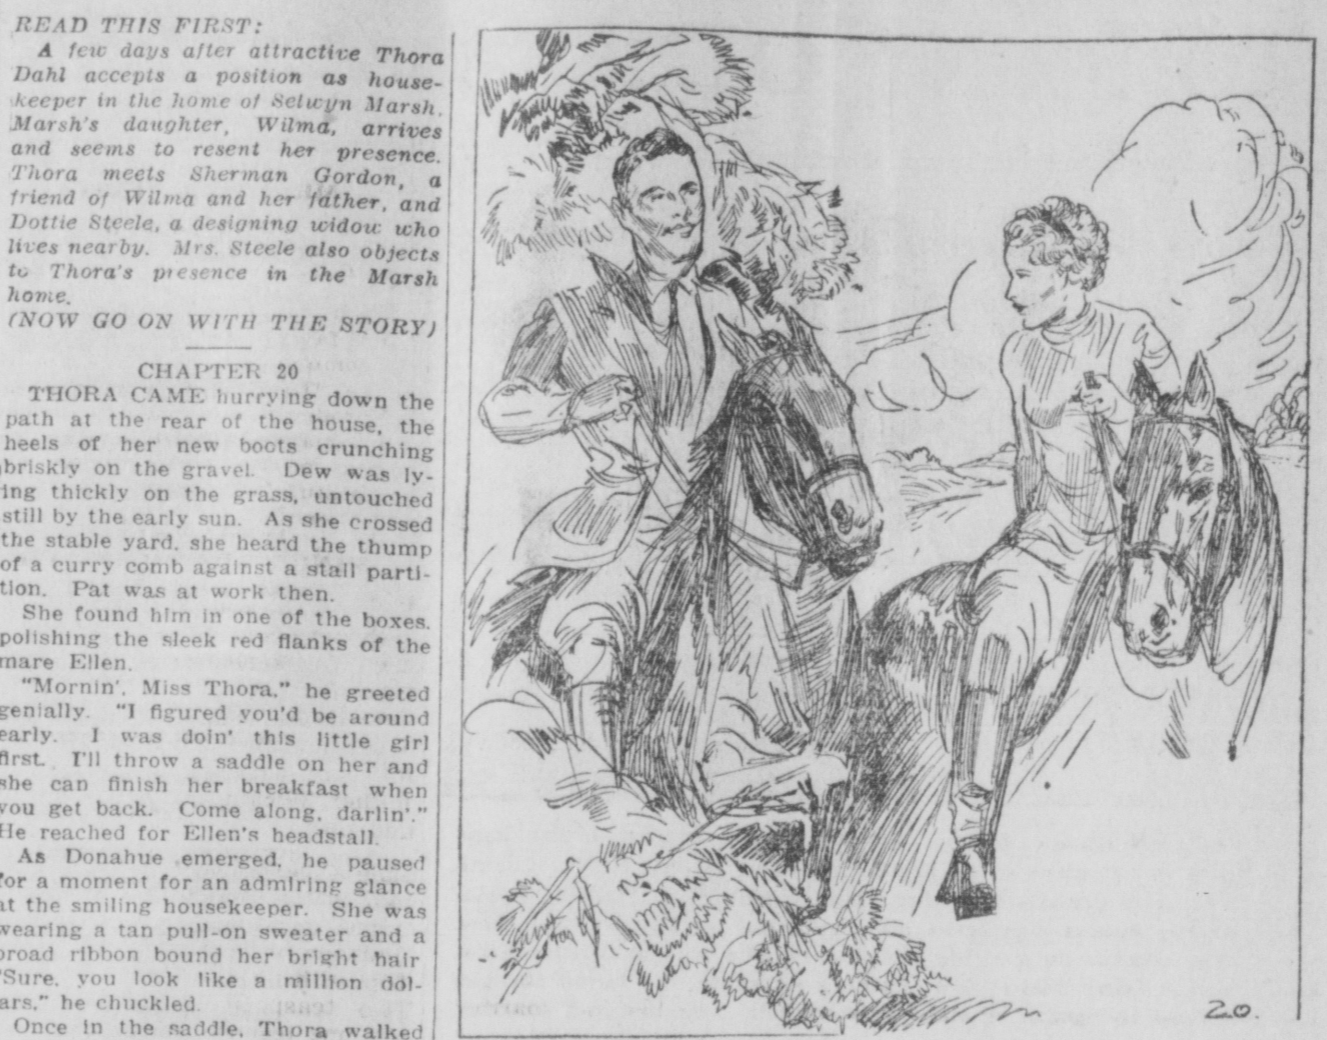 READ THIS FIRST:
A few days after attractive Thora
Dahl accepts a position as house-
keeper in the home of Selwyn Marsh,
Marsh's daughter, Wilma, arrives
and seems to resent her presence.
Thora meets Sherman Gordon, a
friend of Wilma and her father, and
Dottie Steele, a designing widow who
lives nearby. Mrs. Steele also objects
to Thora's presence in the Marsh
home.
(NOW GO ON WITH THE STORY)
CHAPTER 20
THORA CAME hurrying down the
path at the rear of the house, the
heels of her new boots crunching
briskly on the gravel. Dew was ly-
ing thickly on the grass, untouched
still by the early sun. As she crossed
the stable yard, she heard the thump
of a curry comb against a stall parti-
tion. Pat was at work then.
She found him in one of the boxes,
polishing the sleek red flanks of the
mare Ellen.
"Mornin', Miss Thora," he greeted
genially. "I figured you'd be around
early. I was doin' this little girl
first. I'll throw a saddle on her and
she can finish her breakfast when
you get back. Come along, darlin'."
He reached for Ellen's headstall.
As Donahue emerged, he paused
for a moment for an admiring glance
at the smiling housekeeper. She was
wearing a tan pull-on sweater and a
broad ribbon bound her bright hair
"Sure, you look like a million dol-
ars," he chuckled.
Once in the saddle, Thora walked
20.